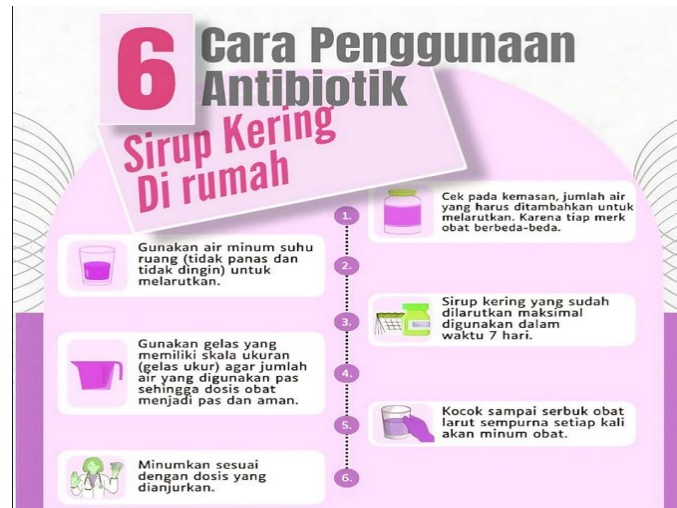 6
Cara Penggunaan
Antibiotik
Sirup Kering
Di rumah
1.
Cek pada kemasan, jumlah air
yang harus ditambahkan untuk
melarutkan. Karena tiap merk
obat berbeda-beda.
2.
Gunakan air minum suhu
ruang (tidak panas dan
tidak dingin) untuk
melarutkan.
3.
Sirup kering yang sudah
dilarutkan maksimal
digunakan dalam
waktu 7 hari.
4.
Gunakan gelas yang
memiliki skala ukuran
(gelas ukur) agar jumlah
air yang digunakan pas
sehingga dosis obat
menjadi pas dan aman.
5.
Kocok sampai serbuk obat
larut sempurna setiap kali
akan minum obat.
6.
Minumkan sesuai
dengan dosis yang
dianjurkan.